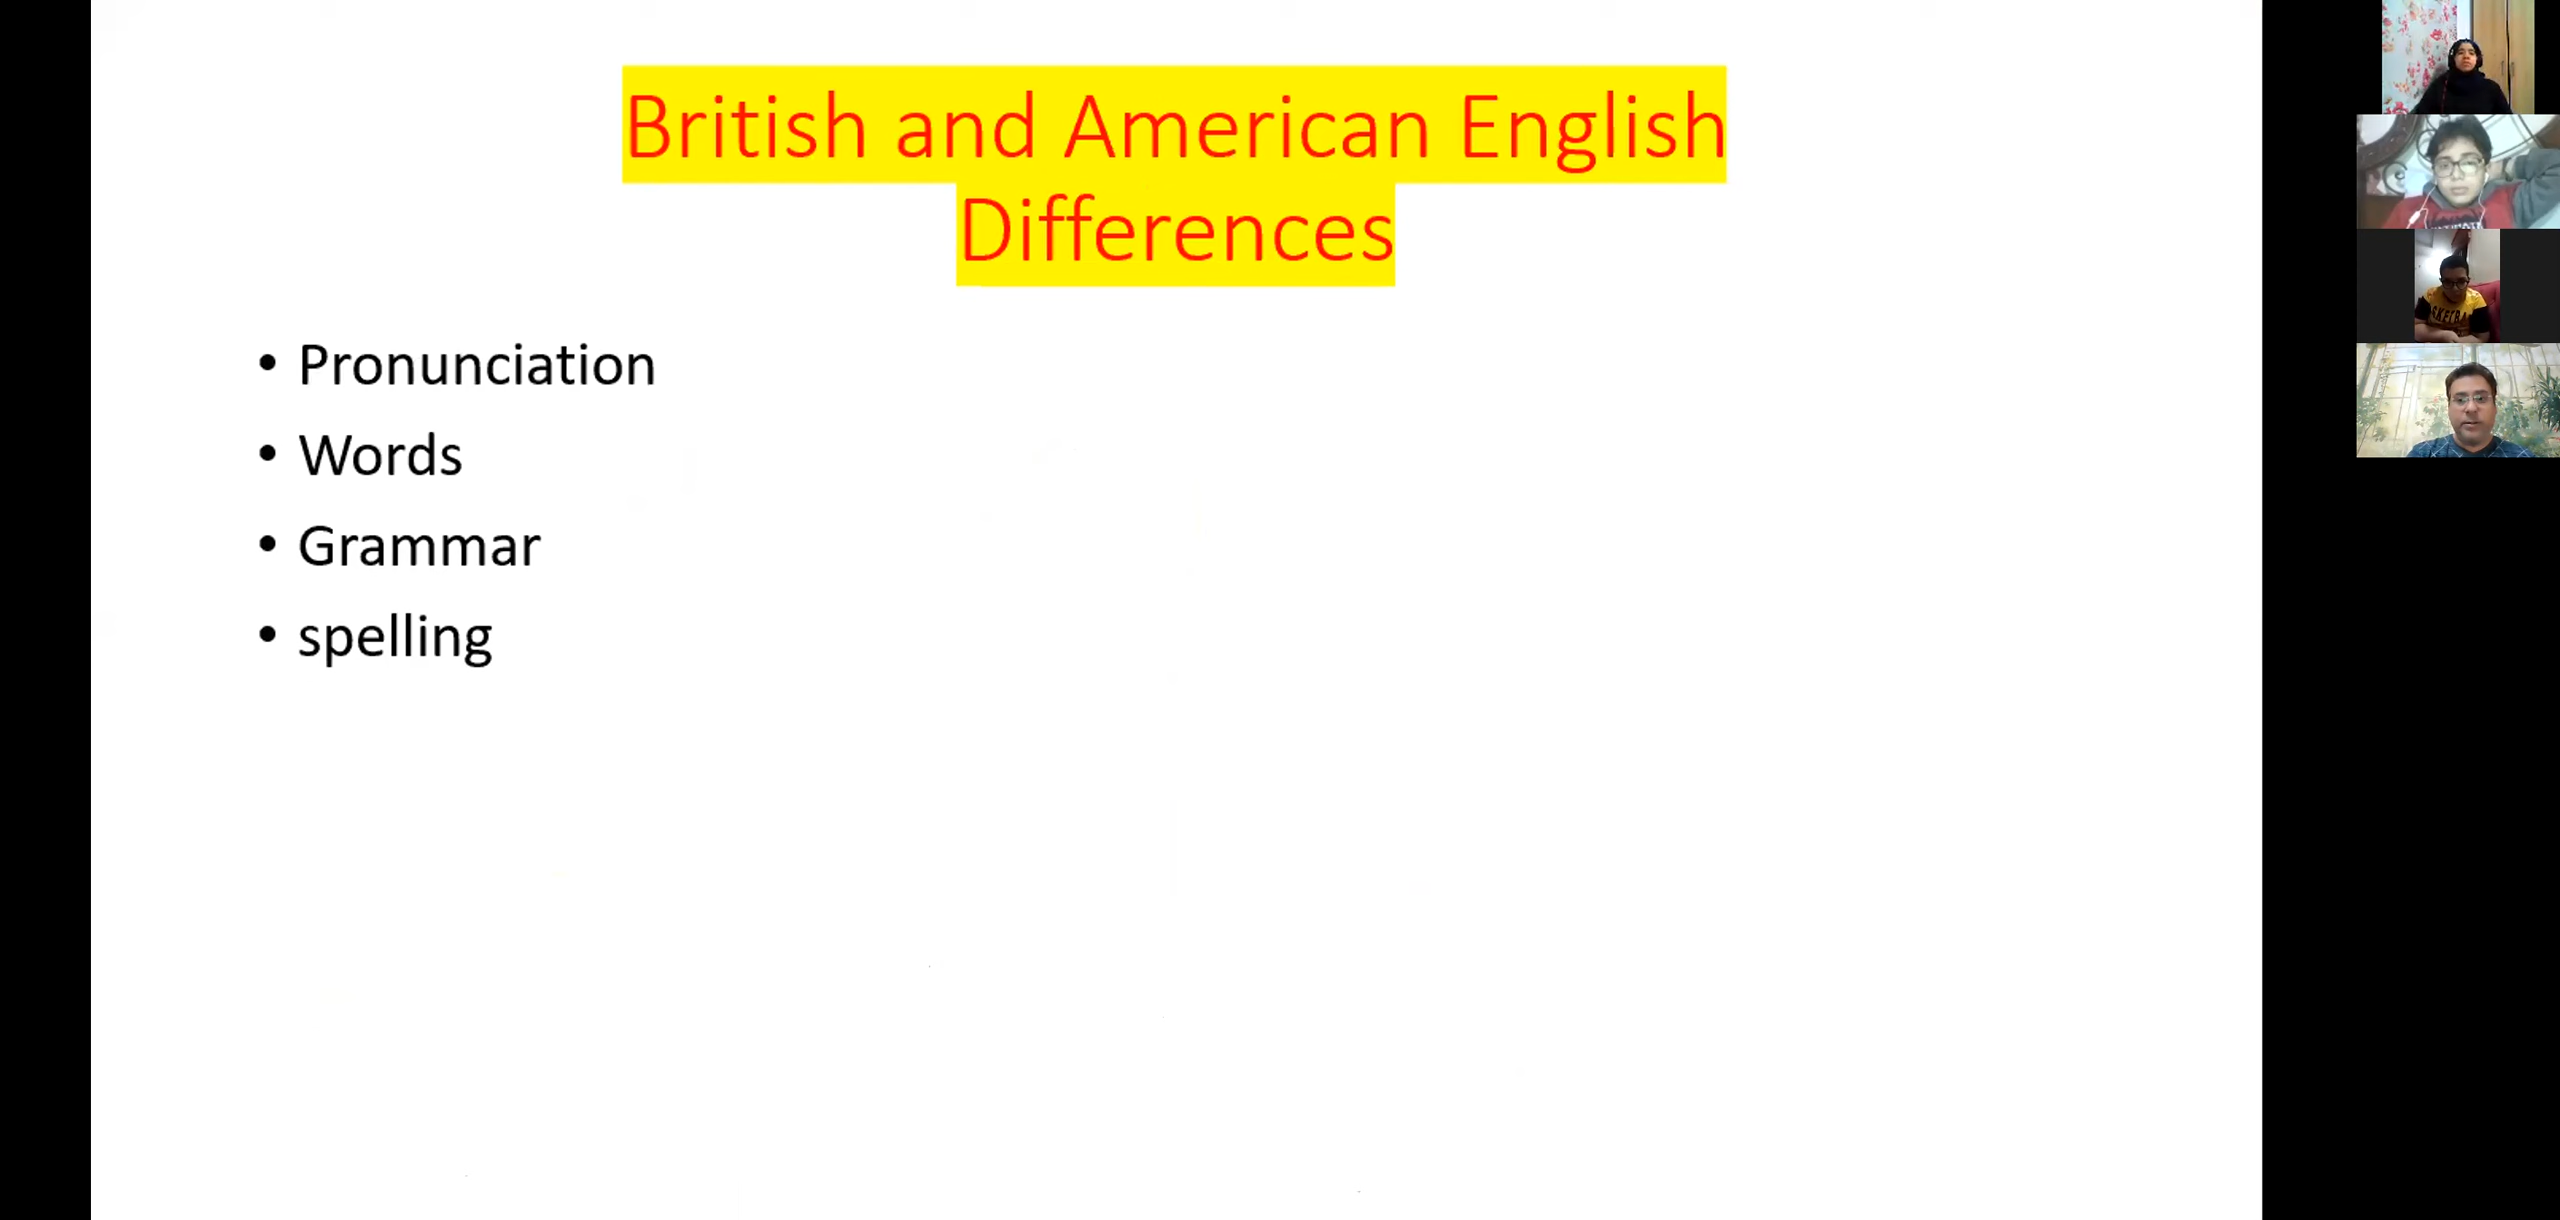 British and American English
Differences
• Pronunciation
• Words
• Grammar
• spelling